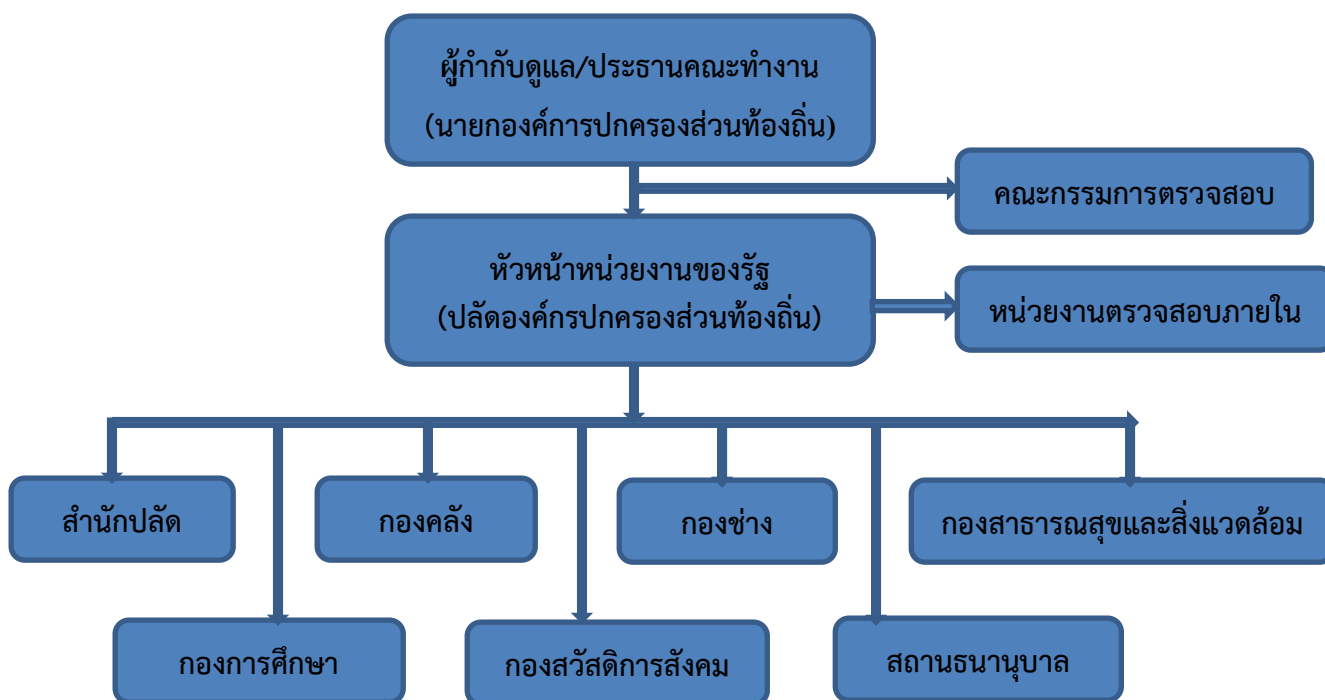 ผู้กำกับดูแล/ประธานคณะทำงาน
(นายกองค์การปกครองส่วนท้องถิ่น)
คณะกรรมการตรวจสอบ
หัวหน้าหน่วยงานของรัฐ
(ปลัดองค์กรปกครองส่วนท้องถิ่น)
หน่วยงานตรวจสอบภายใน
สำนักปลัด
กองคลัง
กองช่าง
กองสาธารณสุขและสิ่งแวดล้อม
กองการศึกษา
กองสวัสดิการสังคม
สถานธนานุบาล